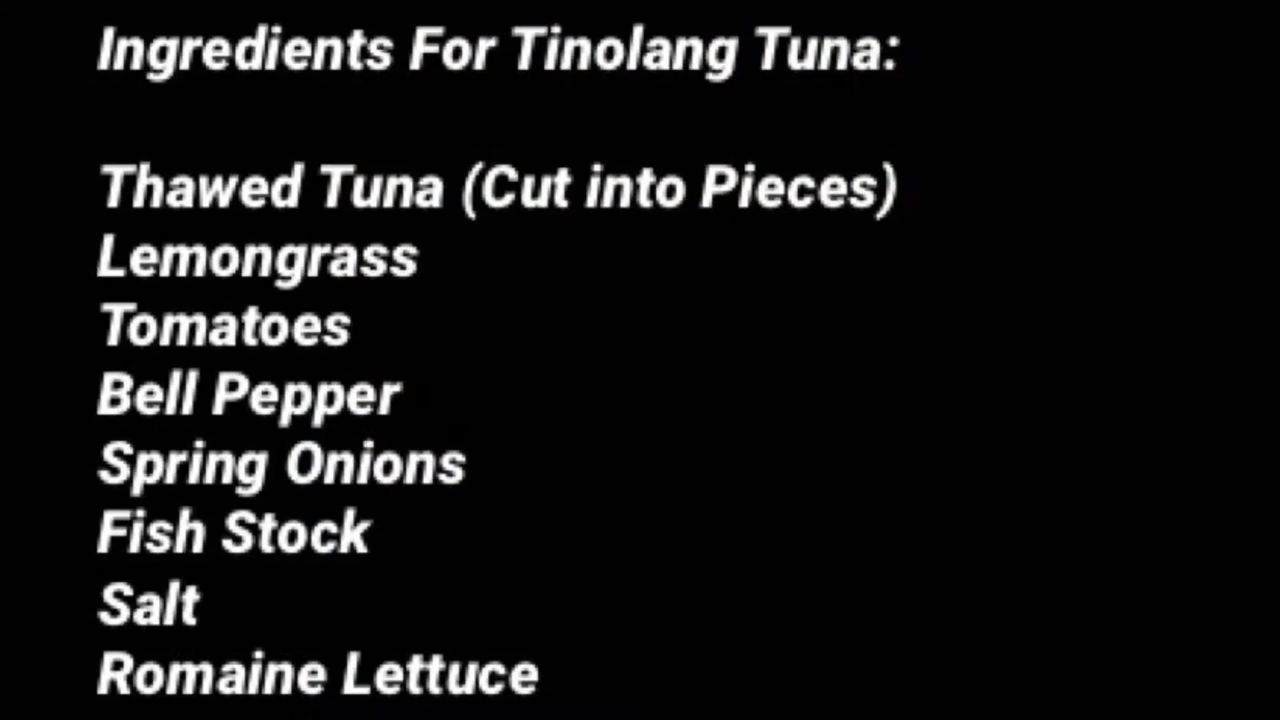 Ingredients For Tinolang Tuna:
Thawed Tuna (Cut into Pieces)
Lemongrass
Tomatoes
Bell Pepper
Spring Onions
Fish Stock
Salt
Romaine Lettuce